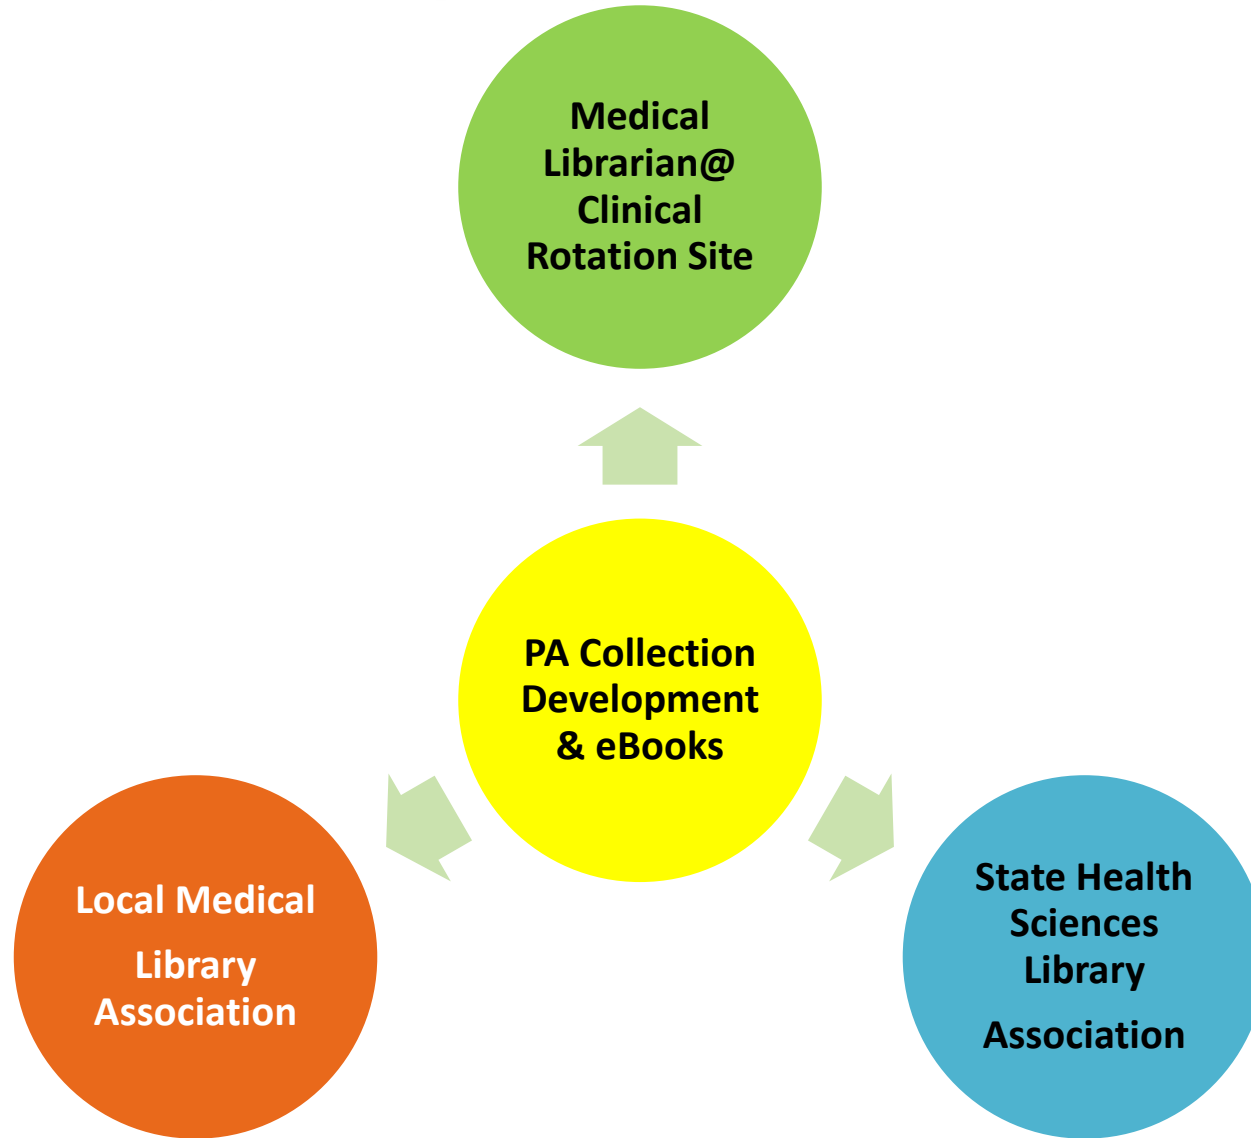 Medical
Librarian@
Clinical
Rotation Site
PA Collection
Development
& eBooks
Local Medical
Library
Association
State Health
Sciences
Library
Association